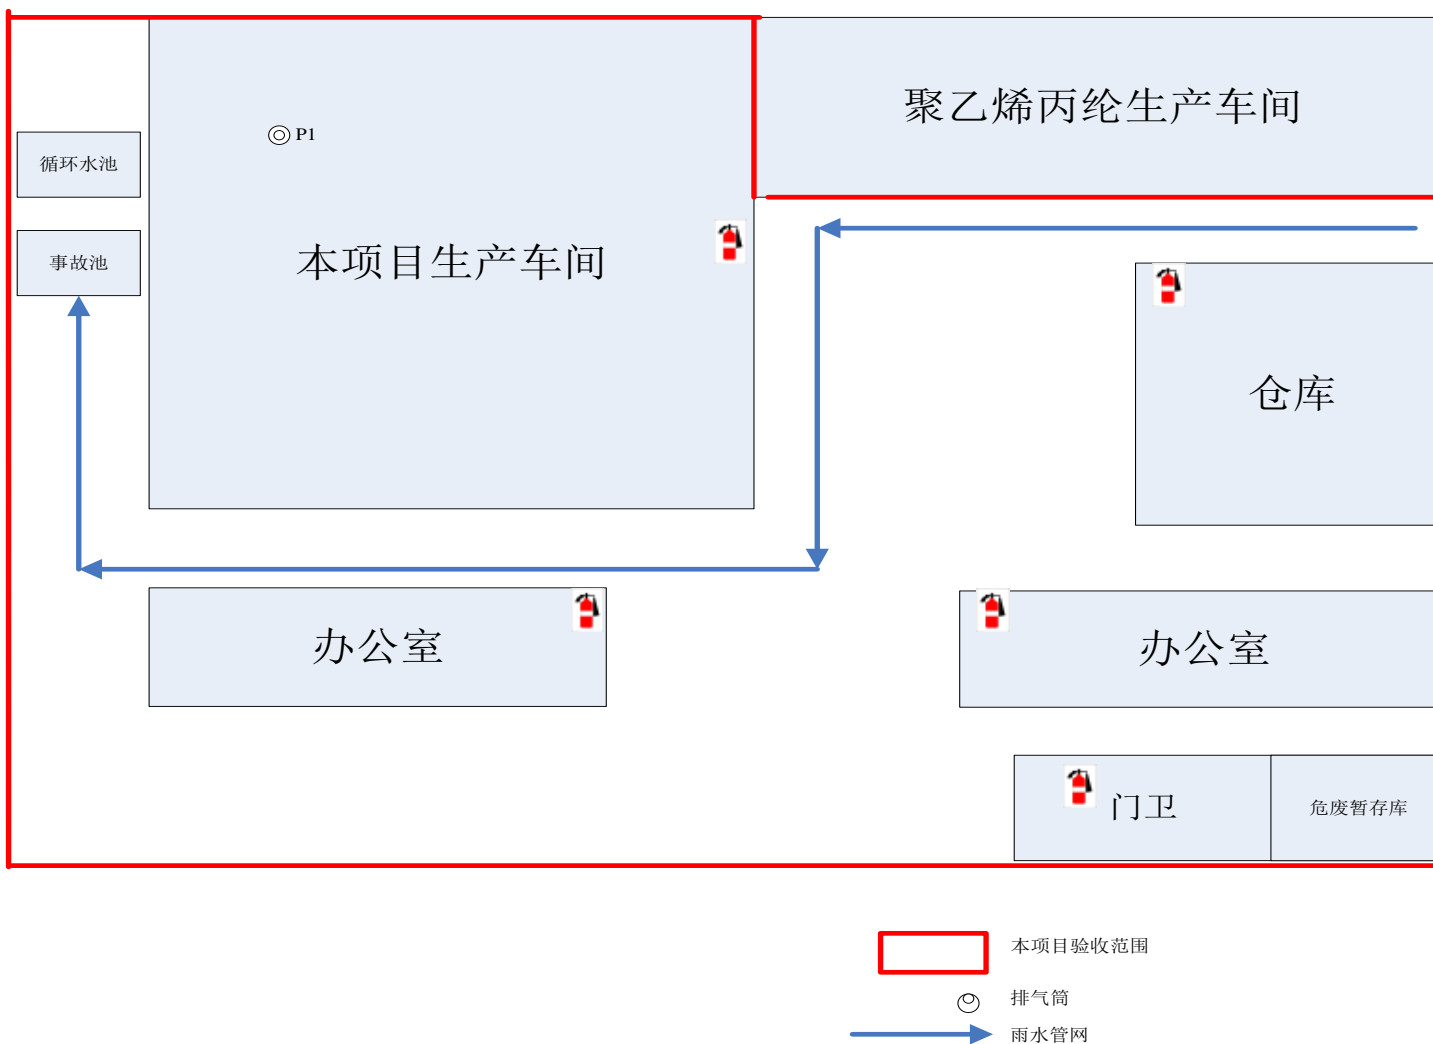 聚乙烯丙纶生产车间
P1
循环水池
本项目生产车间
事故池
仓库
办公室
办公室
门卫
危废暂存库
本项目验收范围
排气筒
雨水管网